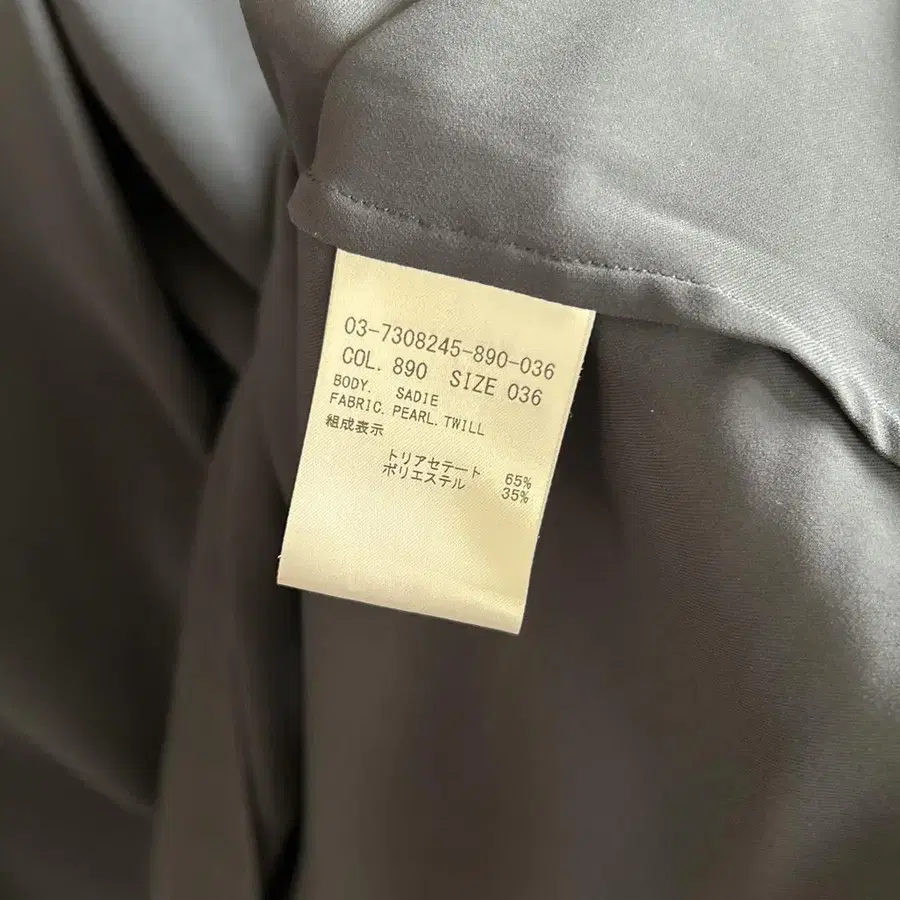 03-7308245-890-036
COL. 890 SIZE 036
BODY. SADIE
FABRIC. PEARL. TWILL
組成表示
トリアセテート 65%
ポリエステル 35%